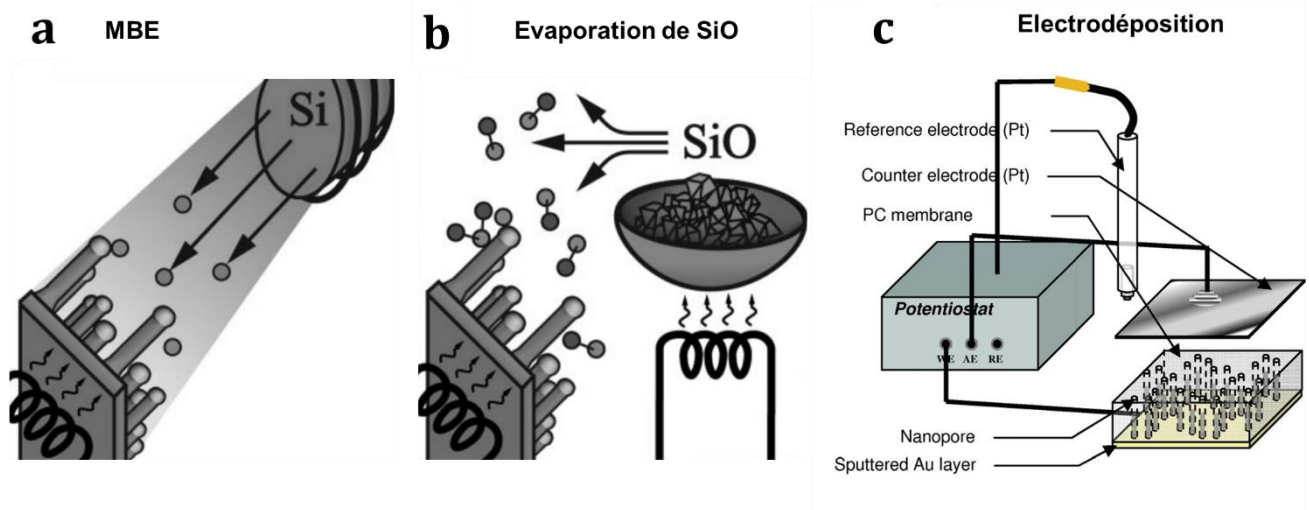 a MBE
Si
b Evaporation de SiO
SiO
c Electrodéposition
Reference electrode (Pt)
Counter electrode (Pt)
PC membrane
Potentiostat
WE AE RE
Nanopore
Sputtered Au layer